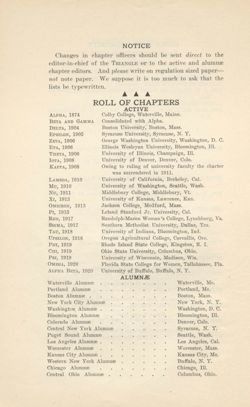 NOTICE
Changes in chapter officers should be sent direct to the
editor-in-chief of the TRIANGLE or to the active and alumnæ
chapter editors. And please write on regulation sized paper—
not note paper. We suppose it is too much to ask that the
lists be typewritten.
▲ ▲ ▲
ROLL OF CHAPTERS
ACTIVE
ALPHA, 1874 Colby College, Waterville, Maine.
BETA AND GAMMA Consolidated with Alpha.
DELTA, 1904 Boston University, Boston, Mass.
EPSILON, 1905 Syracuse University, Syracuse, N. Y.
ZETA, 1906 George Washington University, Washington, D. C.
ETA, 1906 Illinois Wesleyan University, Bloomington, Ill.
THETA, 1906 University of Illinois, Champaign, Ill.
IOTA, 1908 University of Denver, Denver, Colo.
KAPPA, 1908 Owing to ruling of university faculty the charter
was surrendered in 1911.
LAMBDA, 1910 University of California, Berkeley, Cal.
MU, 1910 University of Washington, Seattle, Wash.
NU, 1911 Middlebury College, Middlebury, Vt.
XI, 1913 University of Kansas, Lawrence, Kan.
OMICRON, 1913 Jackson College, Medford, Mass.
PI, 1915 Leland Stanford Jr. University, Cal.
RHO, 1917 Randolph-Macon Woman's College, Lynchburg, Va.
SIGMA, 1917 Southern Methodist University, Dallas, Tex.
TAU, 1918 University of Indiana, Bloomington, Ind.
UPSILON, 1918 Oregon Agricultural College, Corvallis, Ore.
PHI, 1919 Rhode Island State College, Kingston, R. I.
CHI, 1919 Ohio State University, Columbus, Ohio.
PSI, 1919 University of Wisconsin, Madison, Wis.
OMEGA, 1920 Florida State College for Women, Tallahassee, Fla.
ALPHA BETA, 1920 University of Buffalo, Buffalo, N. Y.
ALUMNÆ
Waterville Alumnæ - - - - - - Waterville, Me.
Portland Alumnæ - - - - - - Portland, Me.
Boston Alumnæ - - - - - - Boston, Mass.
New York City Alumnæ - - - - - - New York, N. Y.
Washington Alumnæ - - - - - - Washington, D. C.
Bloomington Alumnæ - - - - - - Bloomington, Ill.
Colorado Alumnæ - - - - - - Denver, Colo.
Central New York Alumnæ - - - - - - Syracuse, N. Y.
Puget Sound Alumnæ - - - - - - Seattle, Wash.
Los Angeles Alumnæ - - - - - - Los Angeles, Cal.
Worcester Alumnæ - - - - - - Worcester, Mass.
Kansas City Alumnæ - - - - - - Kansas City, Mo.
Western New York Alumnæ - - - - - - Buffalo, N. Y.
Chicago Alumnæ - - - - - - Chicago, Ill.
Central Ohio Alumnæ - - - - - - Columbus, Ohio.